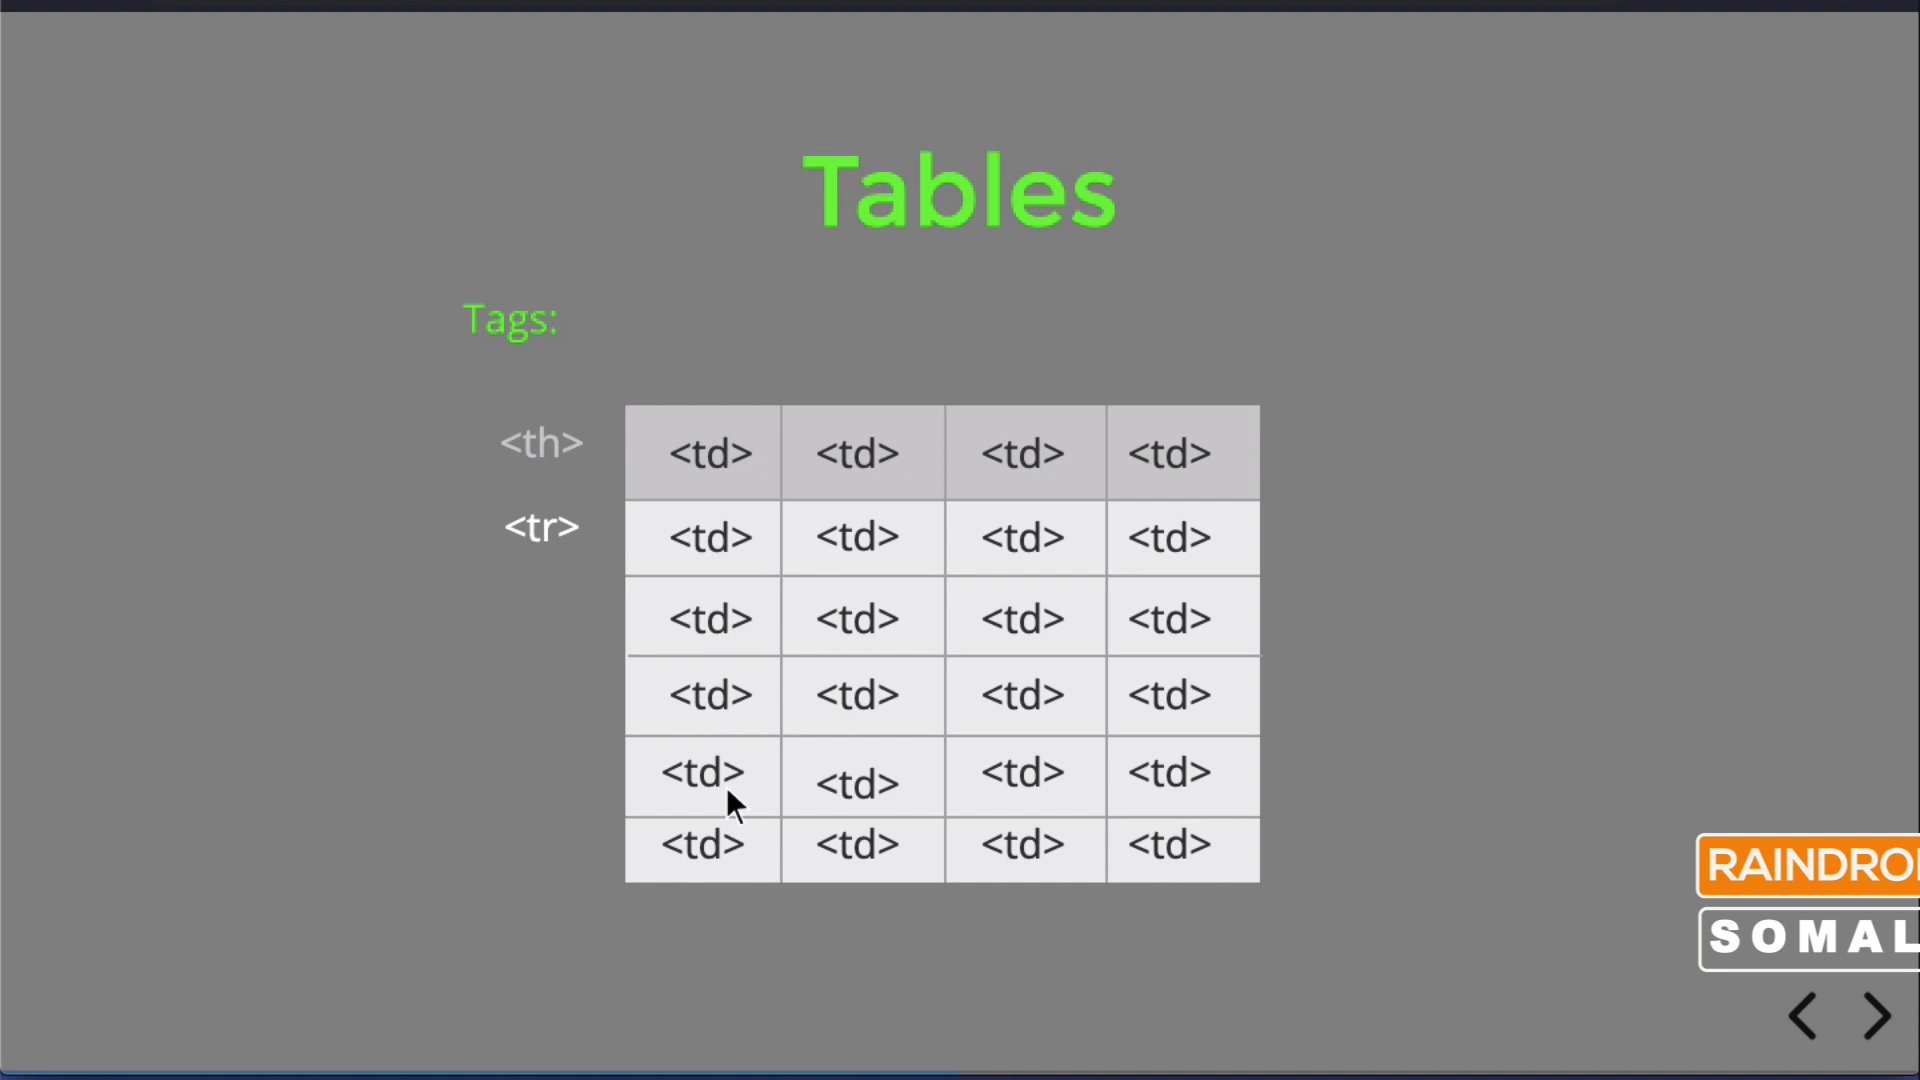 Tables
Tags:
<th> <td> <td> <td> <td>
<tr> <td> <td> <td> <td>
<td> <td> <td> <td>
<td> <td> <td> <td>
<td> <td> <td> <td>
<td> <td> <td> <td>
SOMAL